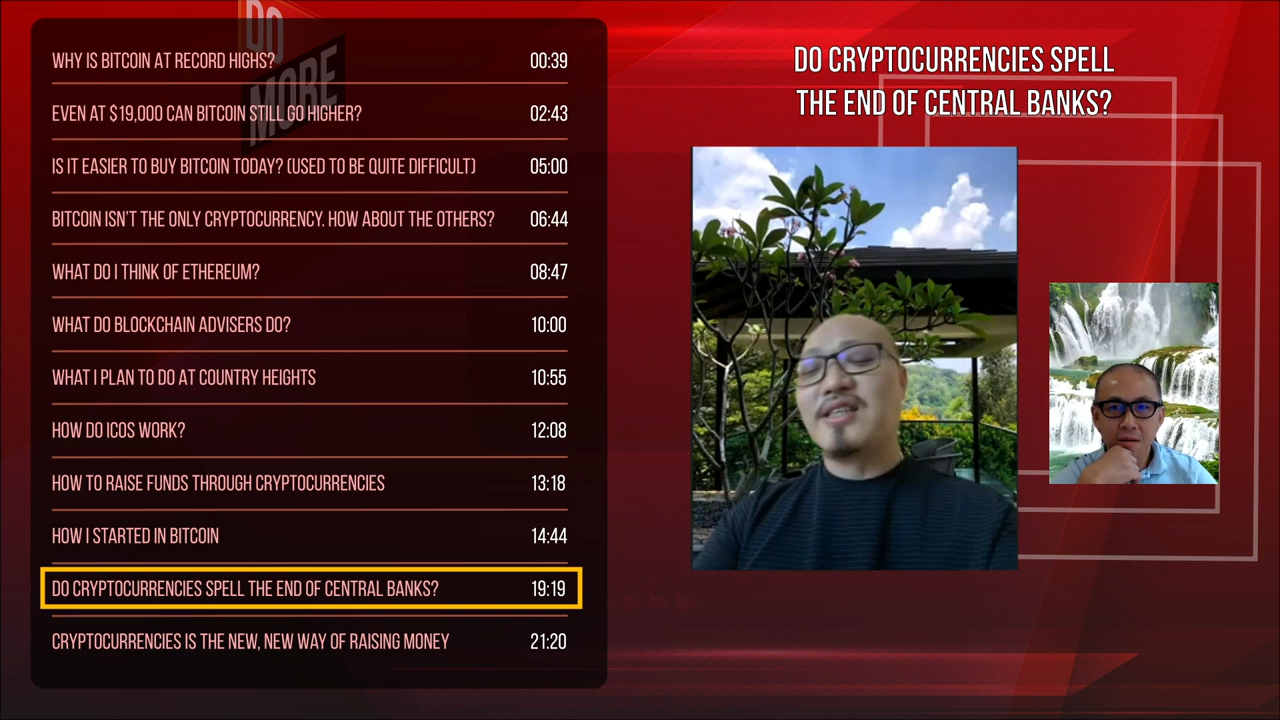 DO
MORE
WHY IS BITCOIN AT RECORD HIGHS? 00:39
EVEN AT $19,000 CAN BITCOIN STILL GO HIGHER? 02:43
IS IT EASIER TO BUY BITCOIN TODAY? (USED TO BE QUITE DIFFICULT) 05:00
BITCOIN ISN'T THE ONLY CRYPTOCURRENCY. HOW ABOUT THE OTHERS? 06:44
WHAT DO I THINK OF ETHEREUM? 08:47
WHAT DO BLOCKCHAIN ADVISERS DO? 10:00
WHAT I PLAN TO DO AT COUNTRY HEIGHTS 10:55
HOW DO ICOS WORK? 12:08
HOW TO RAISE FUNDS THROUGH CRYPTOCURRENCIES 13:18
HOW I STARTED IN BITCOIN 14:44
DO CRYPTOCURRENCIES SPELL THE END OF CENTRAL BANKS? 19:19
CRYPTOCURRENCIES IS THE NEW, NEW WAY OF RAISING MONEY 21:20
DO CRYPTOCURRENCIES SPELL
THE END OF CENTRAL BANKS?